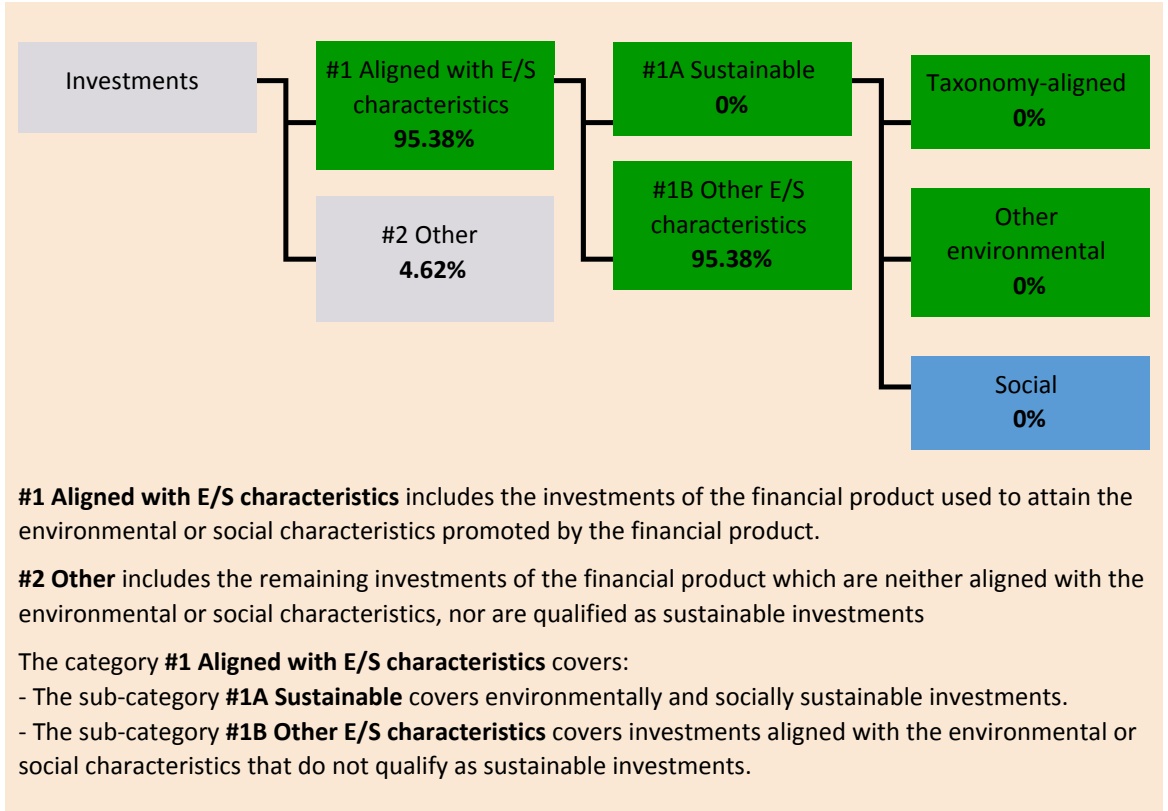 Investments
#1 Aligned with E/S
characteristics
95.38%
#2 Other
4.62%
#1A Sustainable
0%
#1B Other E/S
characteristics
95.38%
Taxonomy-aligned
0%
Other
environmental
0%
Social
0%
#1 Aligned with E/S characteristics includes the investments of the financial product used to attain the
environmental or social characteristics promoted by the financial product.
#2 Other includes the remaining investments of the financial product which are neither aligned with the
environmental or social characteristics, nor are qualified as sustainable investments
The category #1 Aligned with E/S characteristics covers:
- The sub-category #1A Sustainable covers environmentally and socially sustainable investments.
- The sub-category #1B Other E/S characteristics covers investments aligned with the environmental or
social characteristics that do not qualify as sustainable investments.